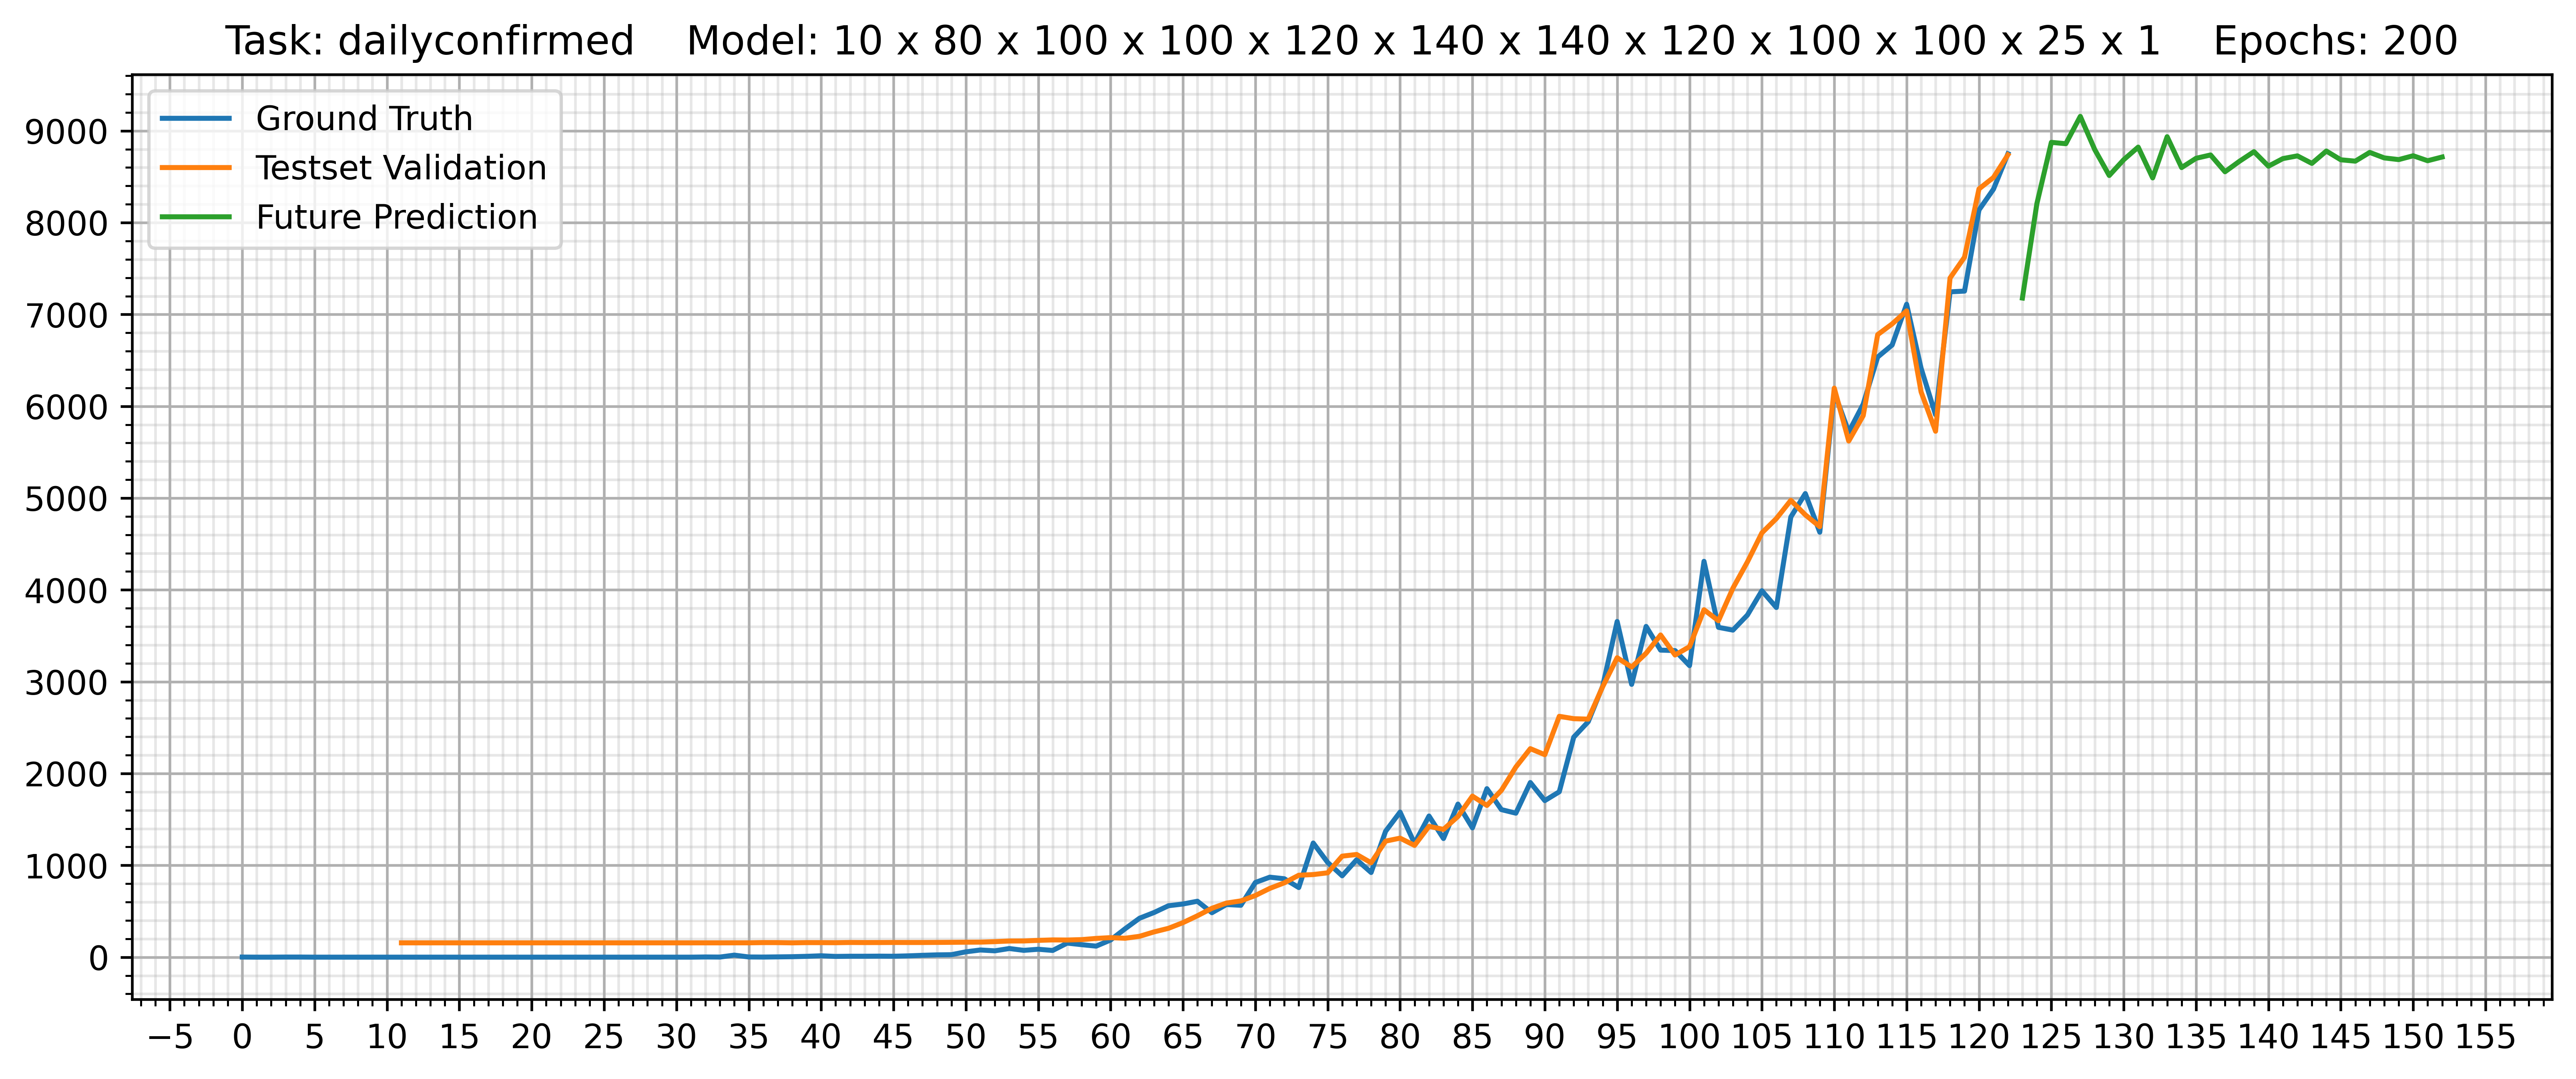 Task: dailyconfirmed    Model: 10 x 80 x 100 x 100 x 120 x 140 x 140 x 120 x 100 x 100 x 25 x 1    Epochs: 200
Ground Truth
Testset Validation
Future Prediction
9000
8000
7000
6000
5000
4000
3000
2000
1000
0
−5 0 5 10 15 20 25 30 35 40 45 50 55 60 65 70 75 80 85 90 95 100 105 110 115 120 125 130 135 140 145 150 155